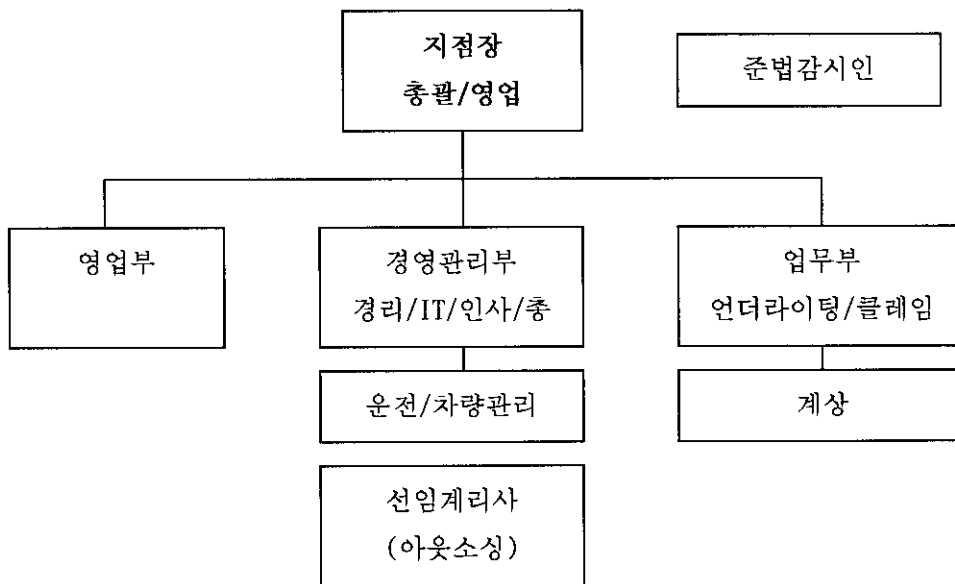 지점장
총괄/영업
준법감시인
영업부
경영관리부
경리/IT/인사/총
업무부
언더라이팅/클레임
운전/차량관리
계상
선임계리사
(아웃소싱)